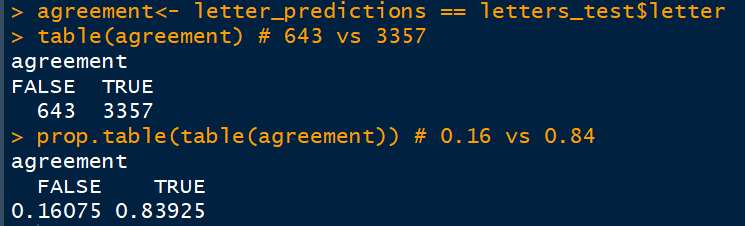 > agreement<- letter_predictions == letters_test$letter
> table(agreement) # 643 vs 3357
agreement
FALSE  TRUE
  643  3357
> prop.table(table(agreement)) # 0.16 vs 0.84
agreement
  FALSE    TRUE
0.16075 0.83925